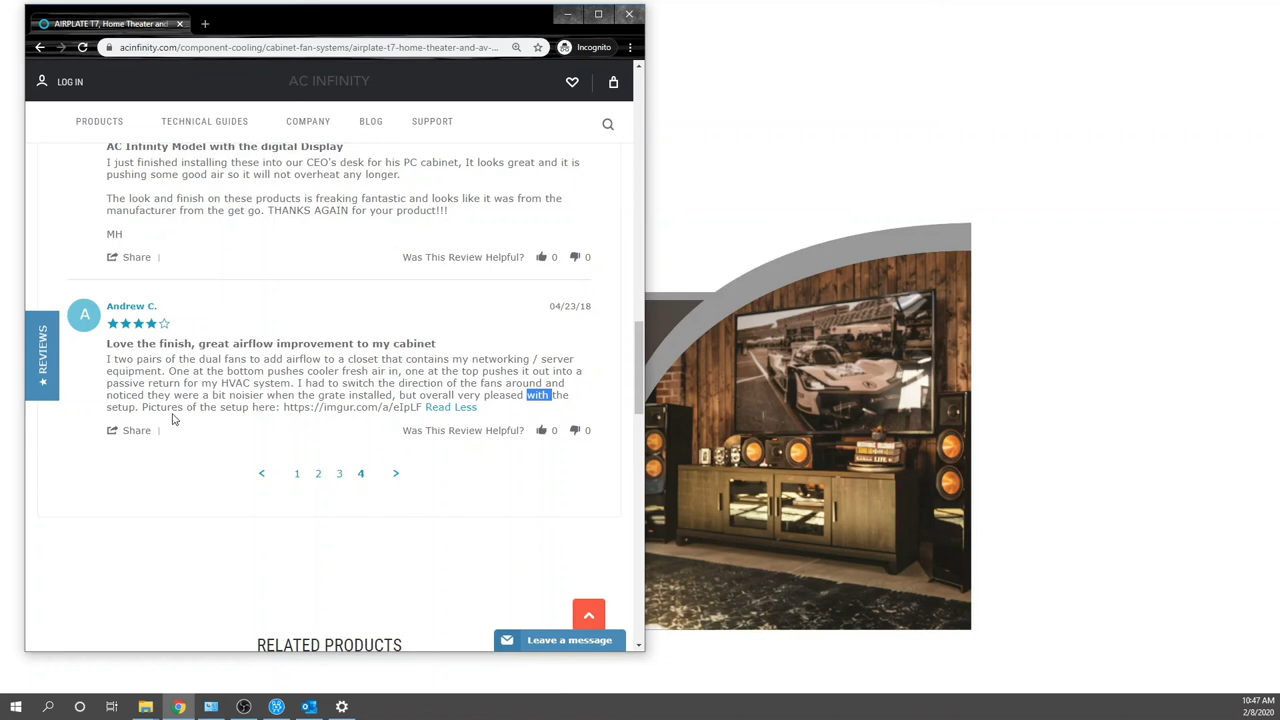 AIRPLATE T7, Home Theater and
acinfinity.com/component-cooling/cabinet-fan-systems/airplate-t7-home-theater-and-av-...
Incognito
LOG IN
AC INFINITY
PRODUCTS
TECHNICAL GUIDES
COMPANY
BLOG
SUPPORT
AC Infinity Model with the digital Display
I just finished installing these into our CEO's desk for his PC cabinet, It looks great and it is
pushing some good air so it will not overheat any longer.
The look and finish on these products is freaking fantastic and looks like it was from the
manufacturer from the get go. THANKS AGAIN for your product!!!
MH
Share | Was This Review Helpful? 0 0
Andrew C.
04/23/18
A
★ REVIEWS
Love the finish, great airflow improvement to my cabinet
I two pairs of the dual fans to add airflow to a closet that contains my networking / server
equipment. One at the bottom pushes cooler fresh air in, one at the top pushes it out into a
passive return for my HVAC system. I had to switch the direction of the fans around and
noticed they were a bit noisier when the grate installed, but overall very pleased with the
setup. Pictures of the setup here: https://imgur.com/a/eIpLF Read Less
Share | Was This Review Helpful? 0 0
< 1 2 3 4 >
RELATED PRODUCTS
Leave a message
10:47 AM
2/8/2020